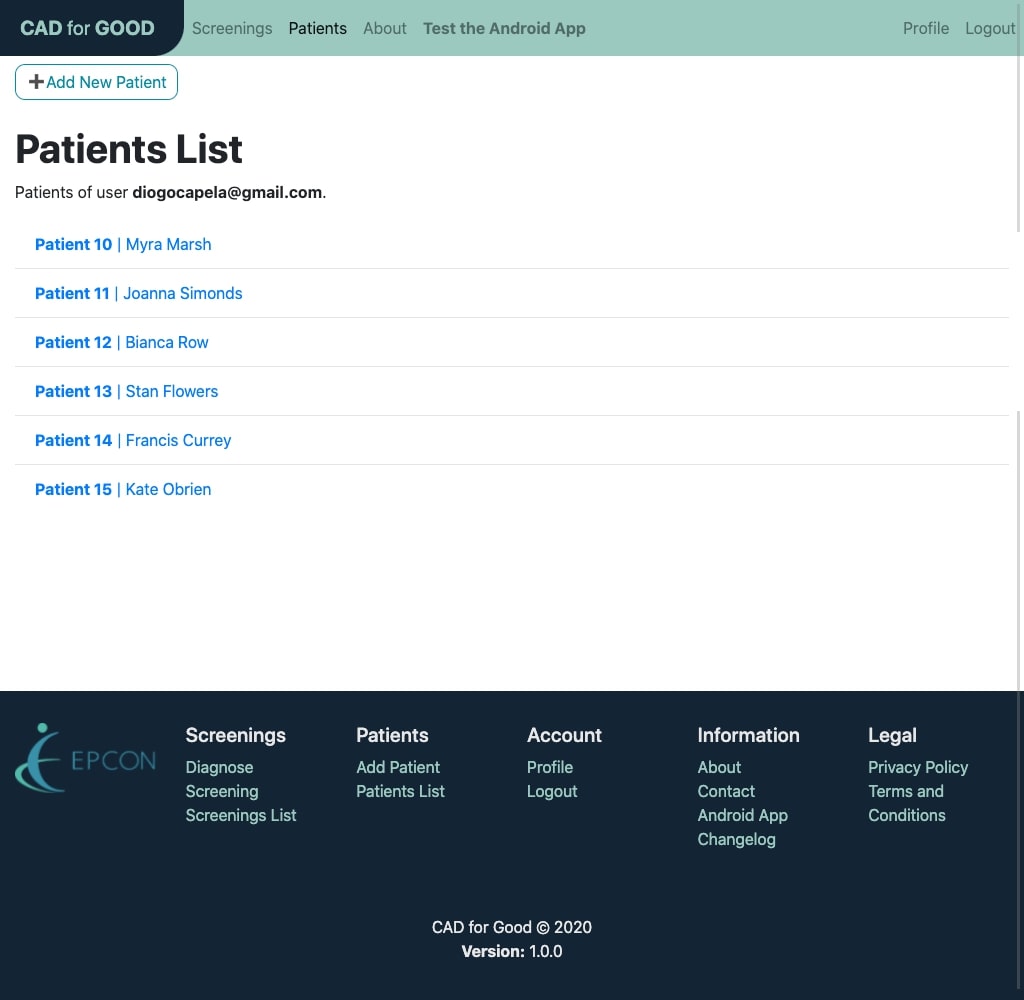 CAD for GOOD Screenings Patients About Test the Android App Profile Logout
➕Add New Patient
Patients List
Patients of user diogocapela@gmail.com.
Patient 10 | Myra Marsh
Patient 11 | Joanna Simonds
Patient 12 | Bianca Row
Patient 13 | Stan Flowers
Patient 14 | Francis Currey
Patient 15 | Kate Obrien
EPCON
Screenings
Diagnose
Screening
Screenings List
Patients
Add Patient
Patients List
Account
Profile
Logout
Information
About
Contact
Android App
Changelog
Legal
Privacy Policy
Terms and
Conditions
CAD for Good © 2020
Version: 1.0.0